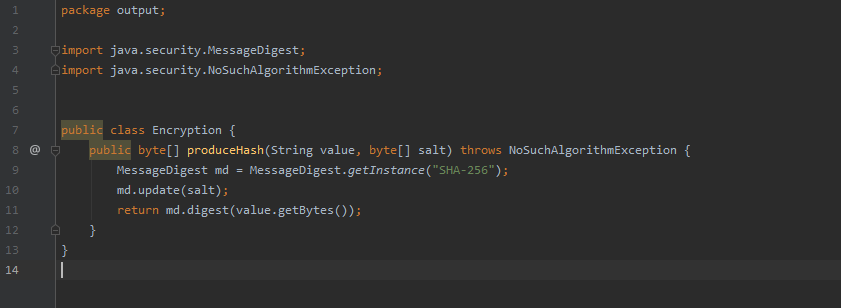 1 package output;
2
3 import java.security.MessageDigest;
4 import java.security.NoSuchAlgorithmException;
5
6
7 public class Encryption {
8 @ public byte[] produceHash(String value, byte[] salt) throws NoSuchAlgorithmException {
9 MessageDigest md = MessageDigest.getInstance("SHA-256");
10 md.update(salt);
11 return md.digest(value.getBytes());
12 }
13 }
14